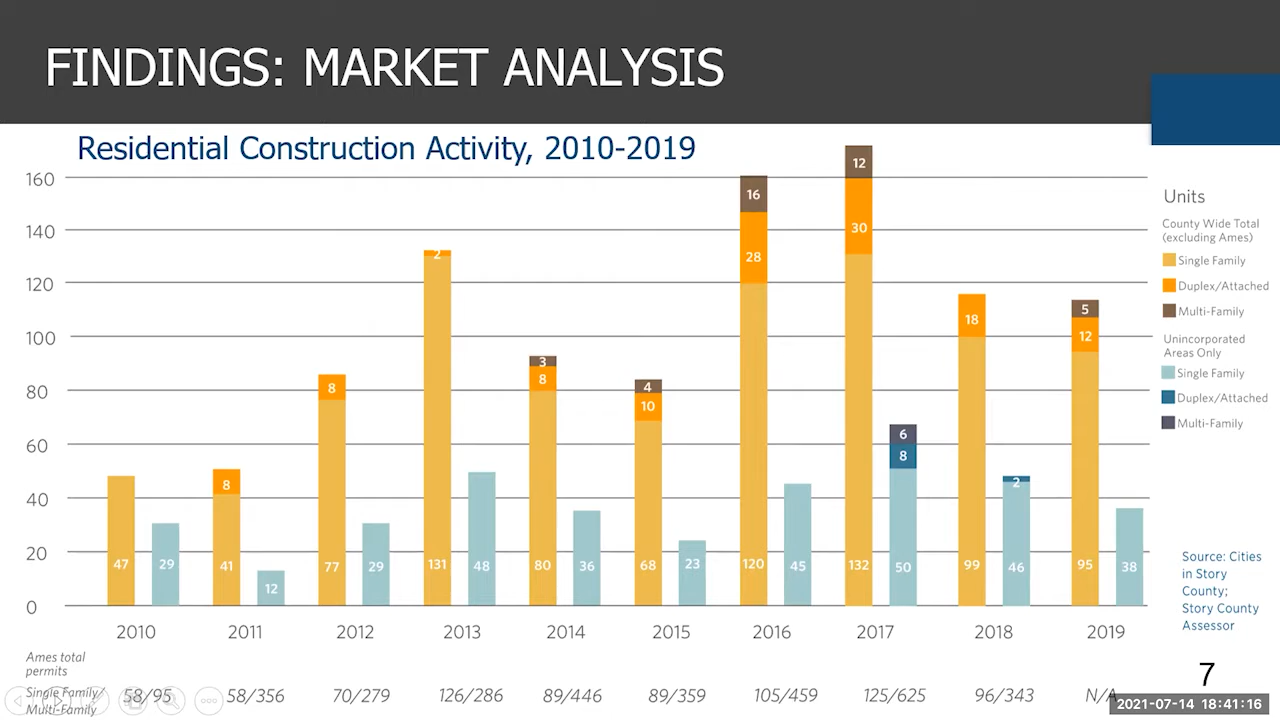 FINDINGS: MARKET ANALYSIS
Residential Construction Activity, 2010-2019
160
140
120
100
80
60
40
20
0
47
29
8
41
12
8
77
29
2
131
48
3
8
80
36
4
10
68
23
16
28
120
45
12
30
132
6
8
50
18
99
2
46
5
12
95
38
2010
2011
2012
2013
2014
2015
2016
2017
2018
2019
Units
County Wide Total
(excluding Ames)
Single Family
Duplex/Attached
Multi-Family
Unincorporated
Areas Only
Single Family
Duplex/Attached
Multi-Family
Source: Cities
in Story
County;
Story County
Assessor
Ames total
permits
Single Family/
Multi-Family
58/95
58/356
70/279
126/286
89/446
89/359
105/459
125/625
96/343
N/A
7
2021-07-14 18:41:16